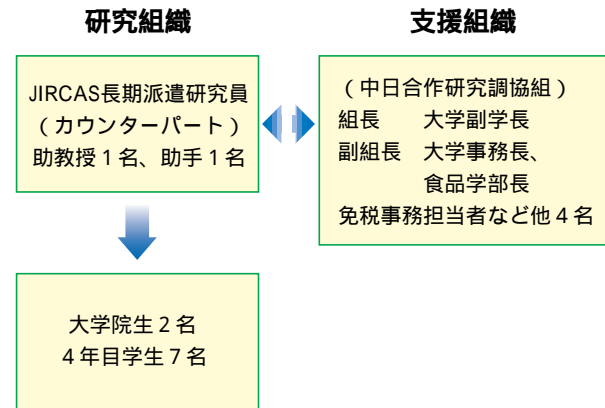 研究組織
JIRCAS長期派遣研究員
（カウンターパート）
助教授１名、助手１名
大学院生２名
４年目学生７名
支援組織
（中日合作研究調協組）
組長　　大学副学長
副組長　大学事務長、
食品学部長
免税事務担当者など他４名